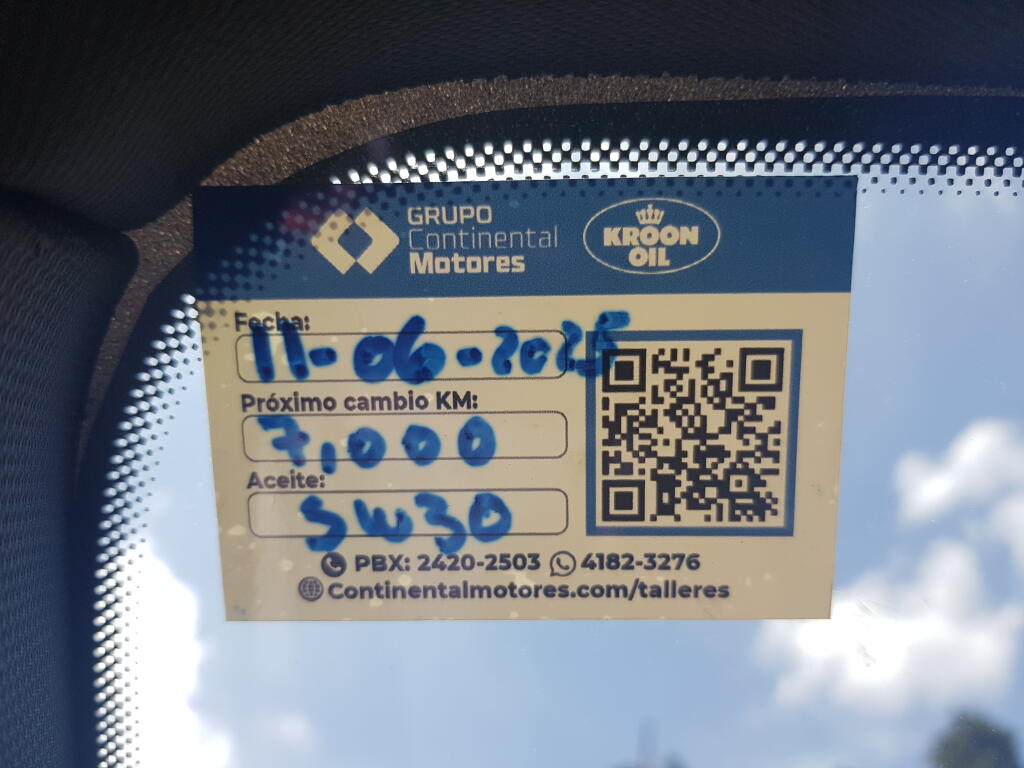 GRUPO
Continental
Motores
KROON
OIL
Fecha:
11-06-2025
Próximo cambio KM:
7,000
Aceite:
5W30
PBX: 2420-2503 4182-3276
Continentalmotores.com/talleres